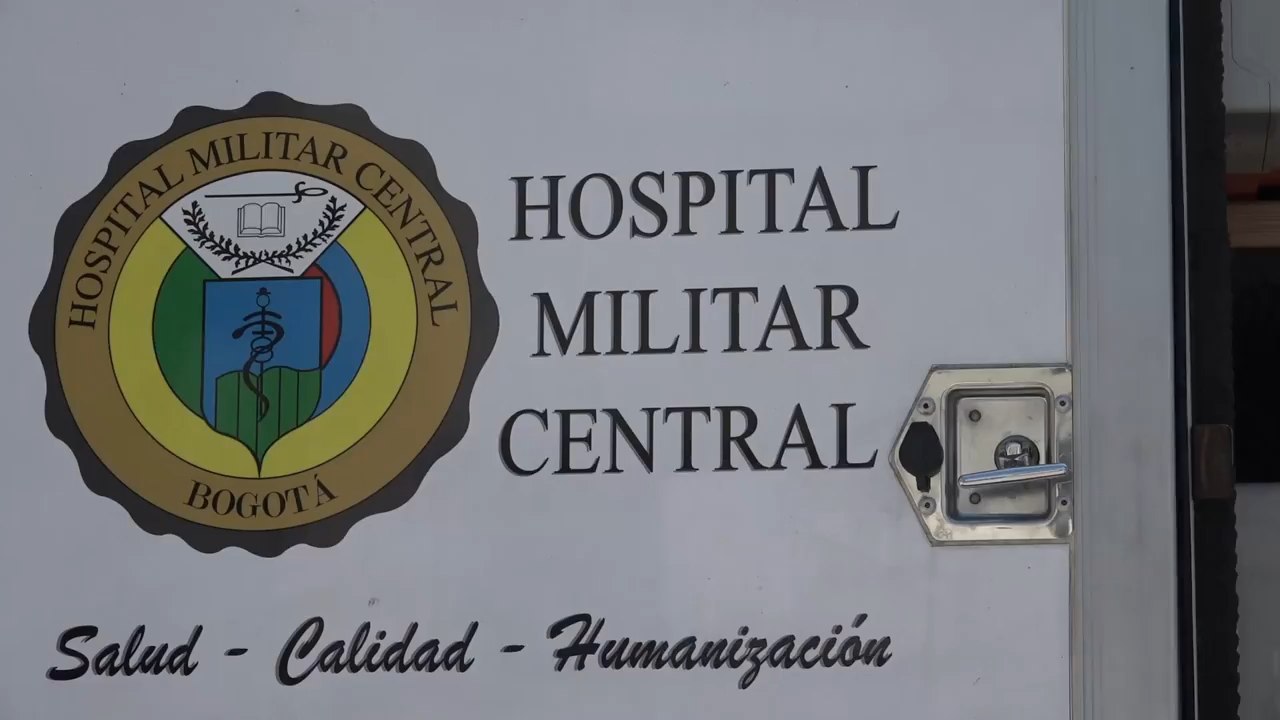 HOSPITAL MILITAR CENTRAL
BOGOTÁ
HOSPITAL
MILITAR
CENTRAL
Salud - Calidad - Humanización